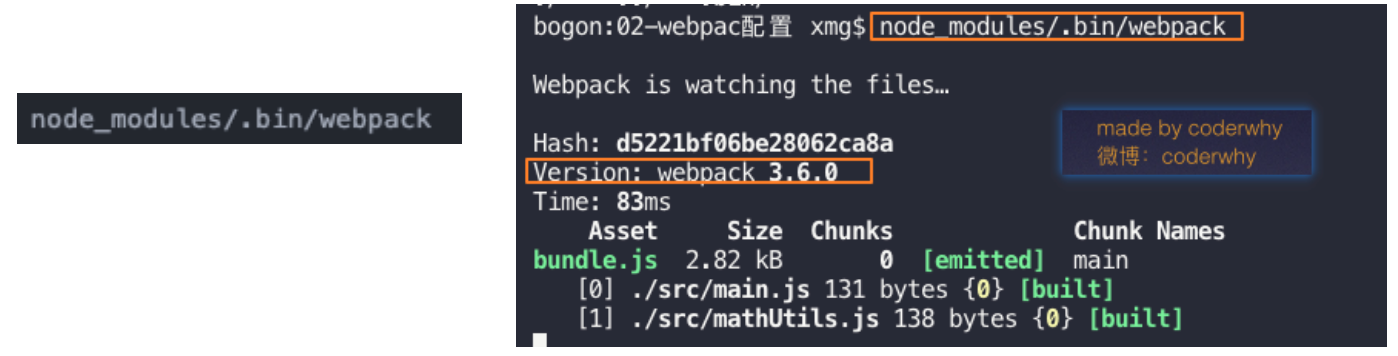 node_modules/.bin/webpack
bogon:02-webpac配置 xmg$ node_modules/.bin/webpack
Webpack is watching the files…
Hash: d5221bf06be28062ca8a
Version: webpack 3.6.0
Time: 83ms
Asset Size Chunks Chunk Names
bundle.js 2.82 kB 0 [emitted] main
[0] ./src/main.js 131 bytes {0} [built]
[1] ./src/mathUtils.js 138 bytes {0} [built]
made by coderwhy
微博：coderwhy